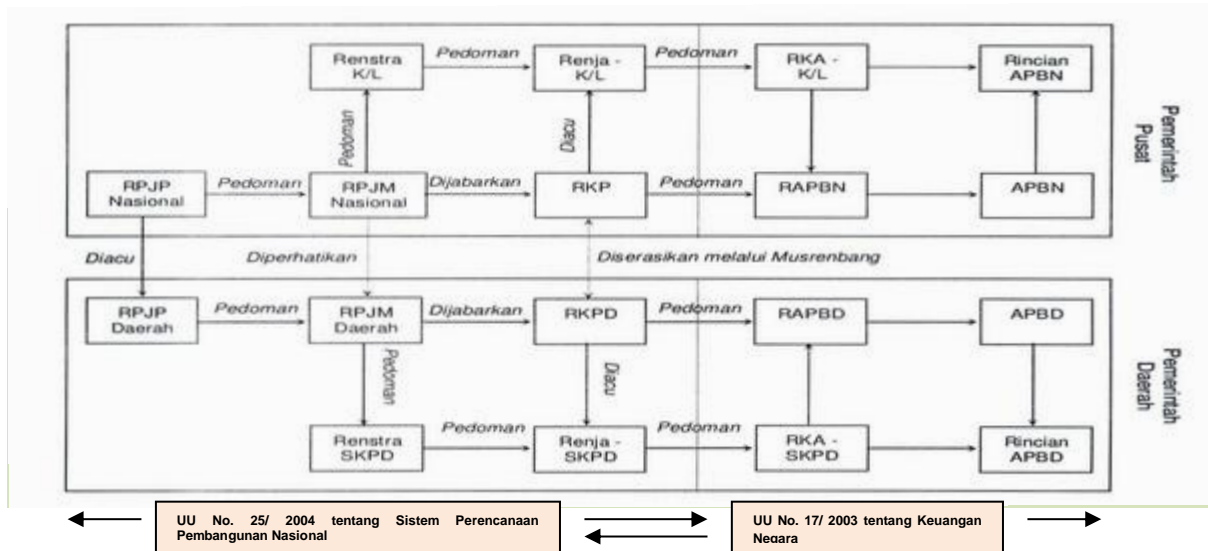 Renstra
K/L
Pedoman
Renja -
K/L
Pedoman
RKA -
K/L
Rincian
APBN
Pedoman
Diacu
Pemerintah
Pusat
RPJP
Nasional
Pedoman
RPJM
Nasional
Dijabarkan
RKP
Pedoman
RAPBN
APBN
Diacu
Diperhatikan
Diserasikan melalui Musrenbang
RPJP
Daerah
Pedoman
RPJM
Daerah
Dijabarkan
RKPD
Pedoman
RAPBD
APBD
Pedoman
Diacu
Pemerintah
Daerah
Renstra
SKPD
Pedoman
Renja -
SKPD
Pedoman
RKA -
SKPD
Rincian
APBD
UU No. 25/ 2004 tentang Sistem Perencanaan
Pembangunan Nasional
UU No. 17/ 2003 tentang Keuangan
Negara